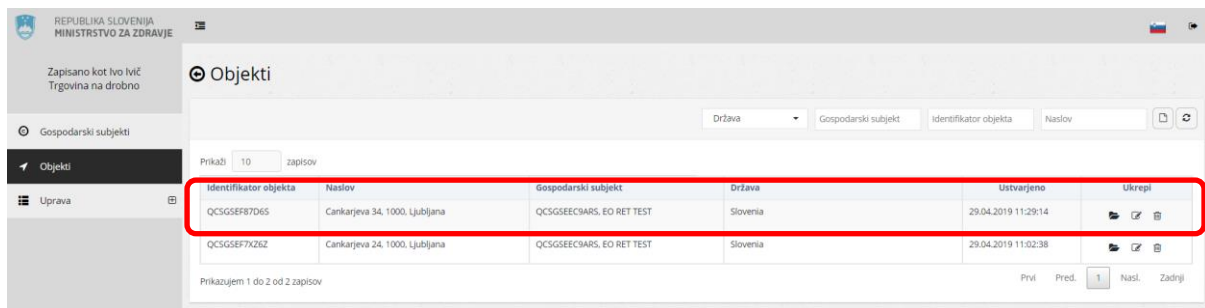 REPUBLIKA SLOVENIJA
MINISTRSTVO ZA ZDRAVJE
Zapisano kot Ivo Ivič
Trgovina na drobno
Gospodarski subjekti
Objekti
Uprava
Objekti
Država Gospodarski subjekt Identifikator objekta Naslov
Prikaži 10 zapisov
Identifikator objekta Naslov Gospodarski subjekt Država Ustvarjeno Ukrepi
QCSGSEF87D65 Cankarjeva 34, 1000, Ljubljana QCSGSEEC9ARS, EO RET TEST Slovenia 29.04.2019 11:29:14
QCSGSEF7XZ6Z Cankarjeva 24, 1000, Ljubljana QCSGSEEC9ARS, EO RET TEST Slovenia 29.04.2019 11:02:38
Prikazujem 1 do 2 od 2 zapisov Prvi Pred. 1 Nasl. Zadnji